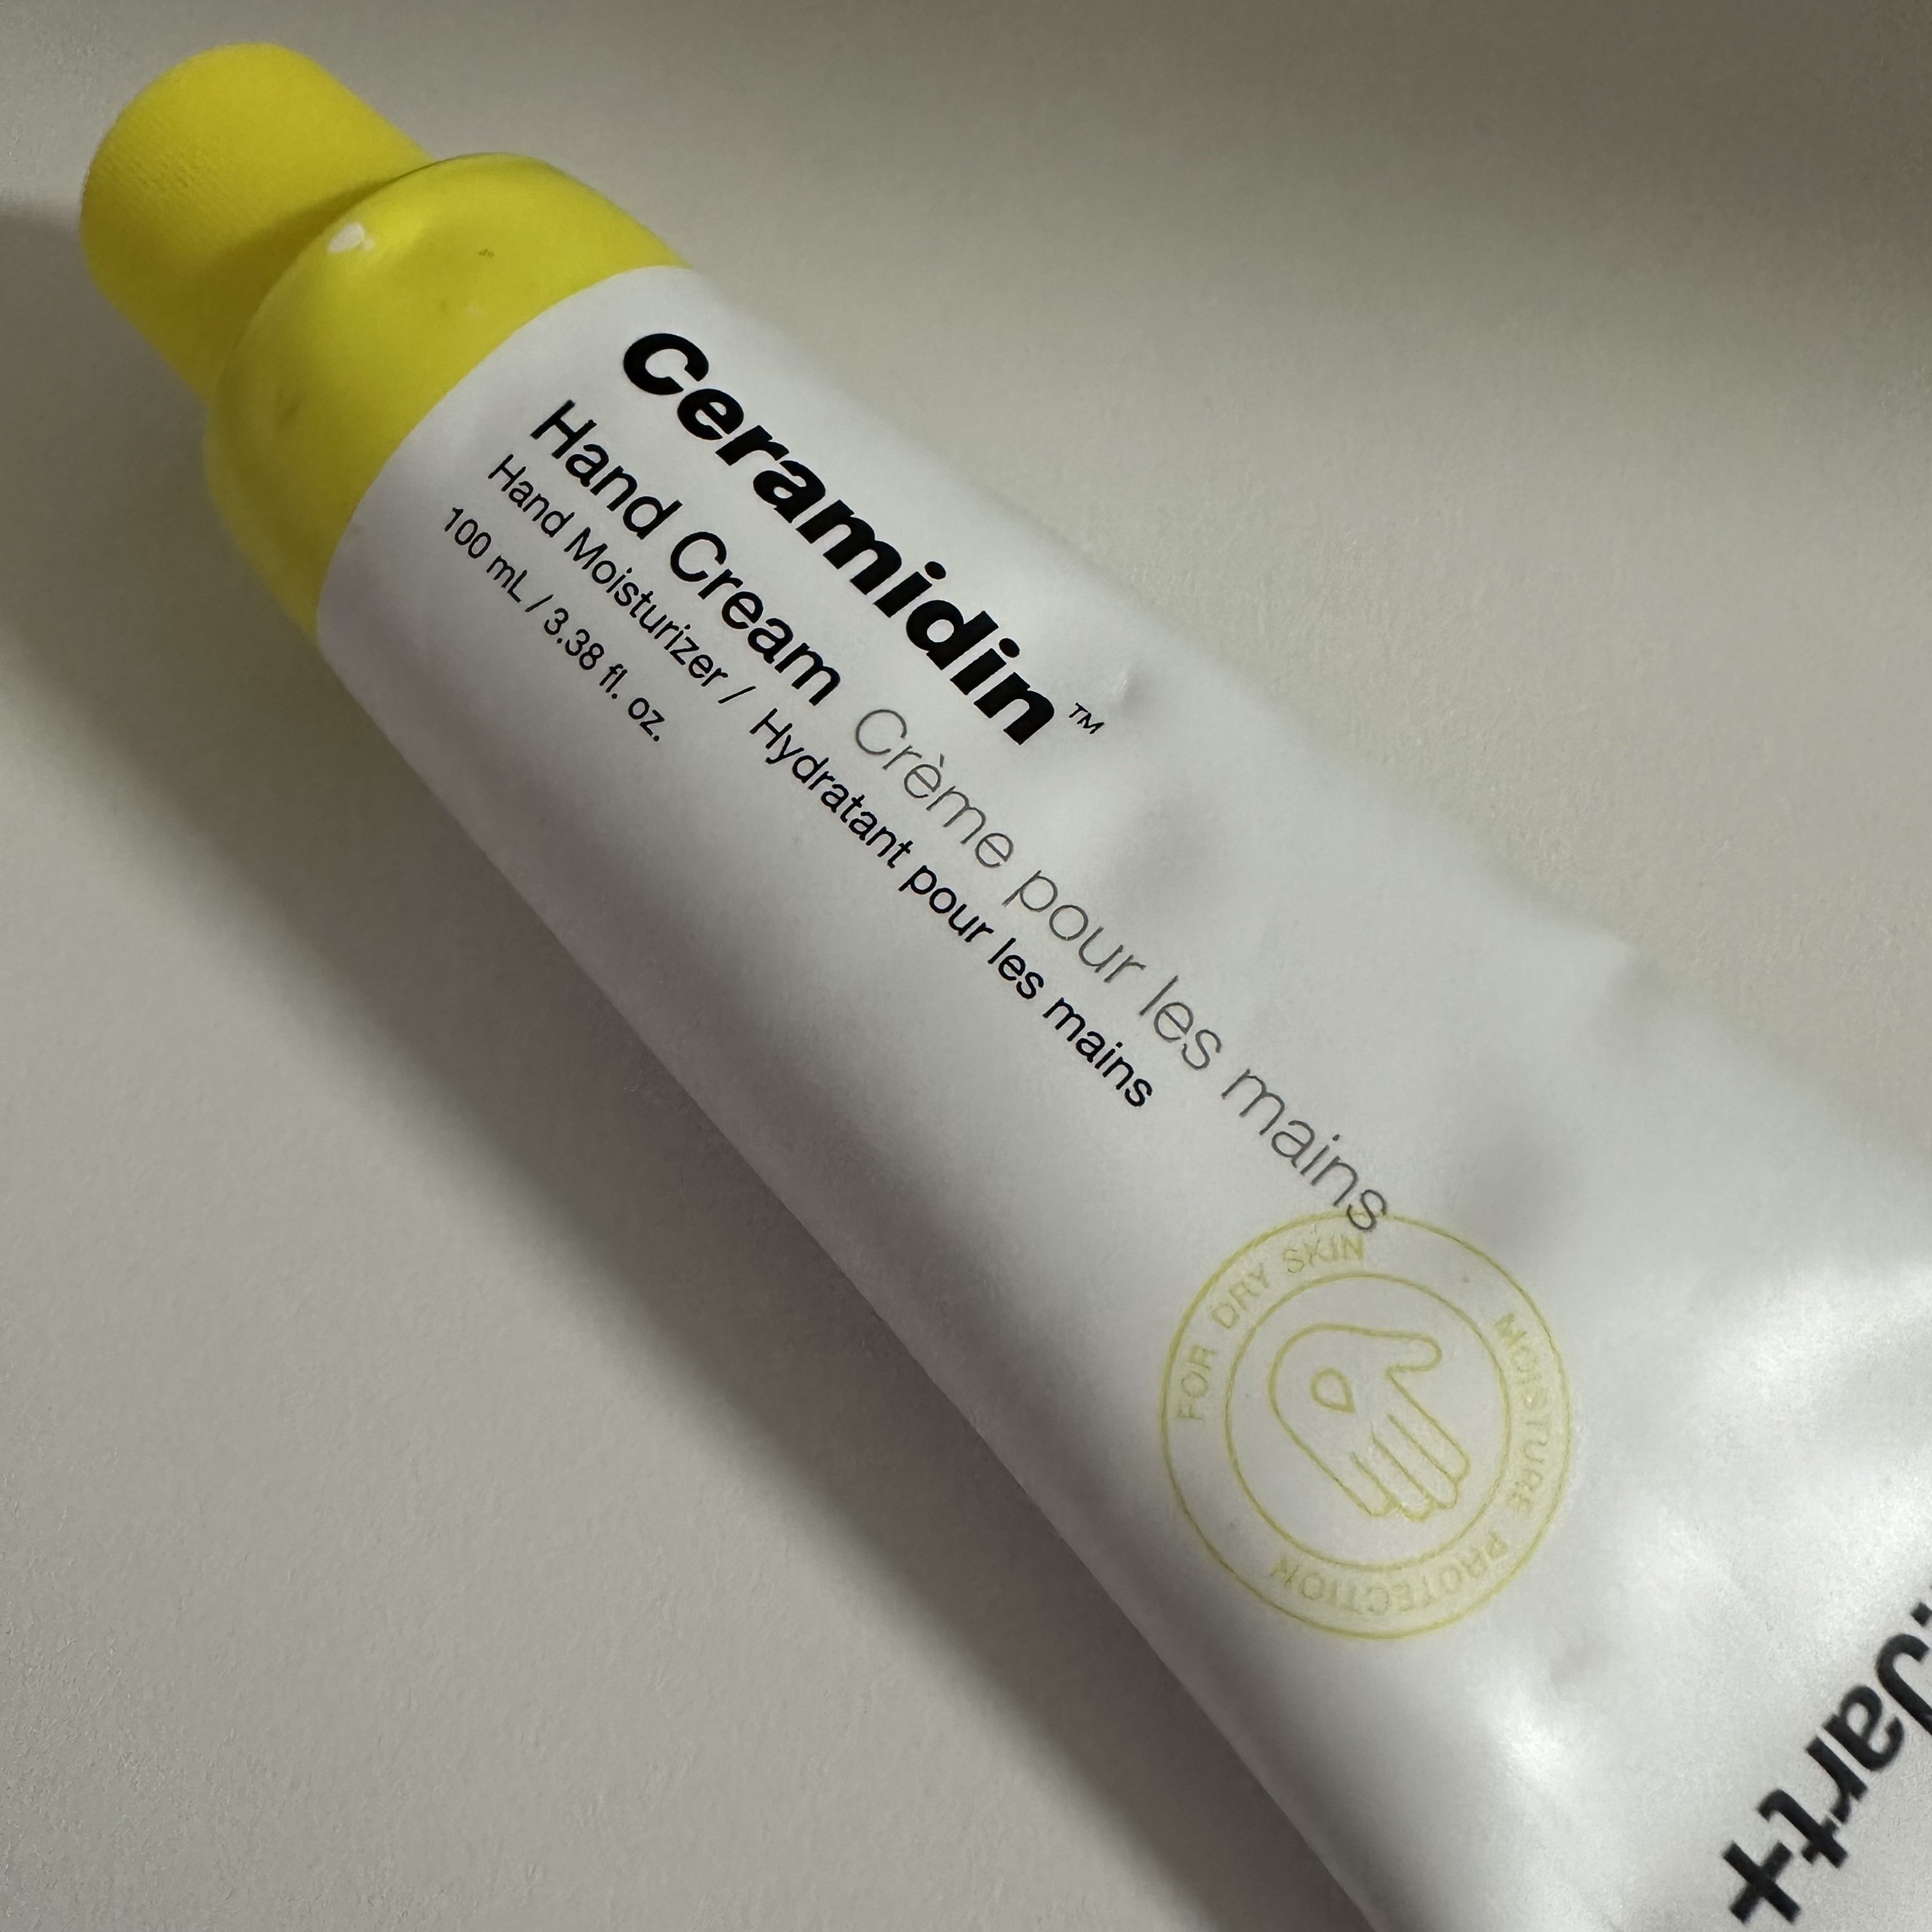 Ceramidin™
Hand Cream Crème pour les mains
Hand Moisturizer / Hydratant pour les mains
100 mL / 3.38 fl. oz.
FOR DRY SKIN
MOISTURE PROTECTION
.Jart+